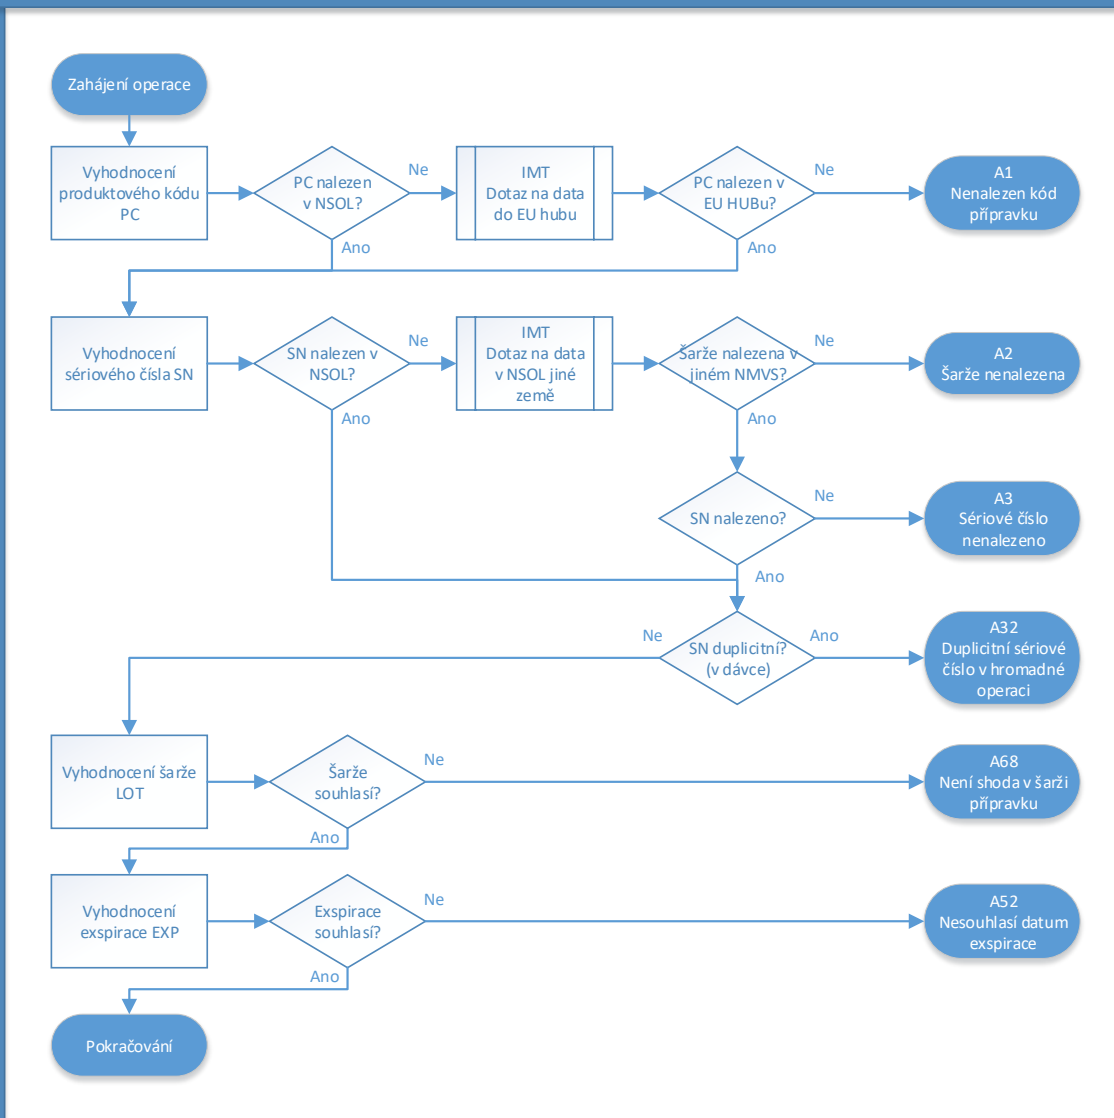 Zahájení operace
Vyhodnocení
produktového kódu
PC
PC nalezen
v NSOL?
Ne
Ano
IMT
Dotaz na data
do EU hubu
PC nalezen v
EU HUBu?
Ne
Ano
A1
Nenalezen kód
přípravku
Vyhodnocení
sériového čísla SN
SN nalezen v
NSOL?
Ne
Ano
IMT
Dotaz na data
v NSOL jiné
země
Šarže nalezena v
jiném NMVS?
Ne
Ano
A2
Šarže nenalezena
SN nalezeno?
Ne
Ano
A3
Sériové číslo
nenalezeno
Ne
SN duplicitní?
(v dávce)
Ano
A32
Duplicitní sériové
číslo v hromadné
operaci
Vyhodnocení šarže
LOT
Šarže
souhlasí?
Ne
Ano
A68
Není shoda v šarži
přípravku
Vyhodnocení
exspirace EXP
Exspirace
souhlasí?
Ne
Ano
A52
Nesouhlasí datum
exspirace
Pokračování